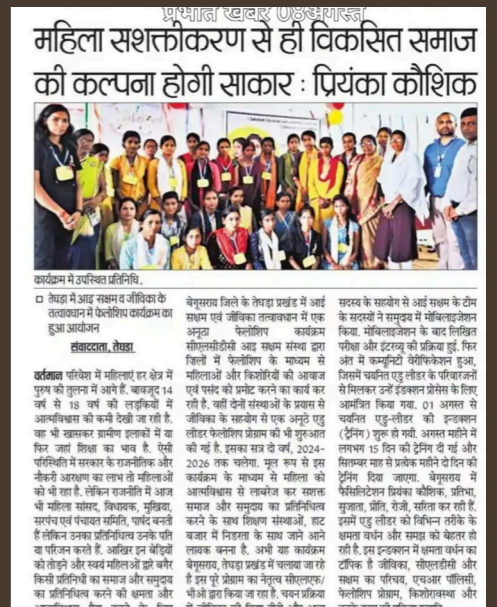 प्रभात खबर 08अगस्त
महिला सशक्तीकरण से ही विकसित समाज
की कल्पना होगी साकार : प्रियंका कौशिक
कार्यक्रम में उपस्थित प्रतिनिधि.
तेघड़ा में आइ सक्षम व जीविका के
तत्वाधान में फेलोशिप कार्यक्रम का
हुआ आयोजन
संवाददाता, तेघड़ा
वर्तमान परिवेश में महिलाएं हर क्षेत्र में
पुरुष की तुलना में आगे हैं. बावजूद 14
वर्ष से 18 वर्ष की लड़कियों में
आत्मविश्वास की कमी देखी जा रही है.
वह भी खासकर ग्रामीण इलाकों में या
फिर जहां शिक्षा का भाव है. ऐसी
परिस्थिति में सरकार के राजनीतिक और
नौकरी आरक्षण का लाभ तो महिलाओं
को भी रहा है. लेकिन राजनीति में आज
भी महिला सांसद, विधायक, मुखिया,
सरपंच एवं पंचायत समिति, पार्षद बनती
हैं लेकिन उनका प्रतिनिधित्व उनके पति
या परिजन करते हैं. आखिर इन बेड़ियों
को तोड़ने और स्वयं महिलाओं द्वारे बगैर
किसी प्रतिनिधी का समाज और समुदाय
का प्रतिनिधित्व करने की क्षमता और
बेगूसराय जिले के तेघड़ा प्रखंड में आई
सक्षम एवं जीविका तत्वावधान में एक
अनूठा फेलोशिप कार्यक्रम
सीएलसीडीसी आइ सक्षम संस्था द्वारा
जिलों में फेलोशिप के माध्यम से
महिलाओं और किशोरियों की आवाज
एवं पसंद को प्रमोट करने का कार्य कर
रही है. वहीं दोनों संस्थाओं के प्रयास से
जीविका के सहयोग से एक अनूठे एडु
लीडर फेलोशिप प्रोग्राम की भी शुरुआत
की गई है. इसका सत्र दो वर्ष, 2024-
2026 तक चलेगा. मूल रूप से इस
कार्यक्रम के माध्यम से महिला को
आत्मविश्वास से लाबरेज कर सशक्त
समाज और समुदाय का प्रतिनिधित्व
करने के साथ शिक्षण संस्थाओं, हाट
बजार में निडरता के साथ जाने आने
लायक बनना है. अभी यह कार्यक्रम
बेगूसराय, तेघड़ा प्रखंड में चलाया जा रहे
है इस पूरे प्रोग्राम का नेतृत्व सीएलएफ/
भीओ द्वारा किया जा रहा है. चयन प्रक्रिया
सदस्य के सहयोग से आई सक्षम के टीम
के सदस्यों ने समुदाय में मोबिलाइजेशन
किया. मोबिलाइजेशन के बाद लिखित
परीक्षा और इंटरव्यू की प्रक्रिया हुई. फिर
अंत में कम्युनिटी वेरीफिकेशन हुआ,
जिसमें चयनित एडु लीडर के परिवारजनों
से मिलकर उन्हें इंडक्शन प्रोसेस के लिए
आमंत्रित किया गया. 01 अगस्त से
चयनित एडु-लीडर की इन्डक्शन
(ट्रेनिंग) शुरू हो गयी. अगस्त महीने में
लगभग 15 दिन की ट्रेनिंग दी गई और
सितम्बर माह से प्रत्येक महीने दो दिन की
ट्रेनिंग दिया जाएगा. बेगूसराय में
फैसिलिटेशन प्रियंका कौशिक, प्रतिभा,
सुजाता, प्रीति, रोजी, सरिता कर रही हैं.
इसमें एडु लीडर को विभिन तरीके के
क्षमता वर्धन और समझ को बेहतर हो
रही है. इस इन्डक्शन में क्षमता वर्धन का
टॉपिक है जीविका, सीएलडीसी और
सक्षम का परिचय, एचआर पॉलिसी,
फेलोशिप प्रोग्राम, किशोरावस्था और